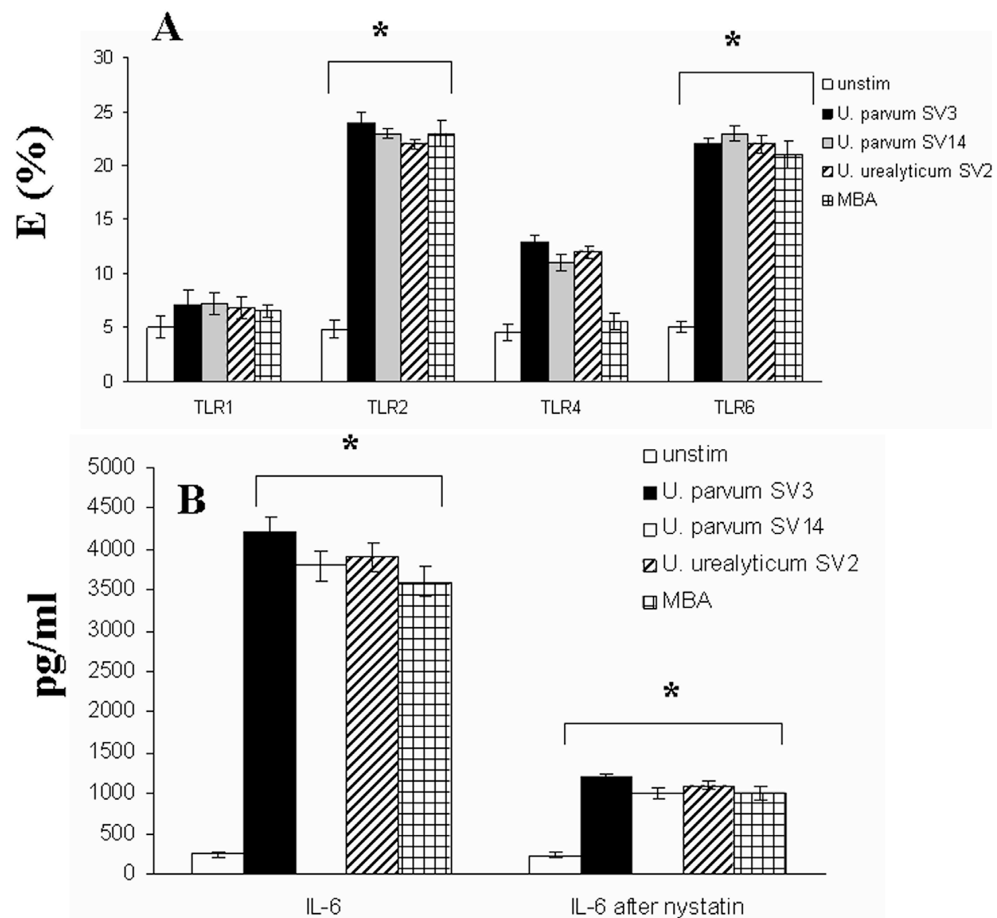 A
*
*
E (%)
30
25
20
15
10
5
0
TLR1
TLR2
TLR4
TLR6
unstim
U. parvum SV3
U. parvum SV14
U. urealyticum SV2
MBA
B
*
*
pg/ml
5000
4500
4000
3500
3000
2500
2000
1500
1000
500
0
IL-6
IL-6 after nystatin
unstim
U. parvum SV3
U. parvum SV14
U. urealyticum SV2
MBA